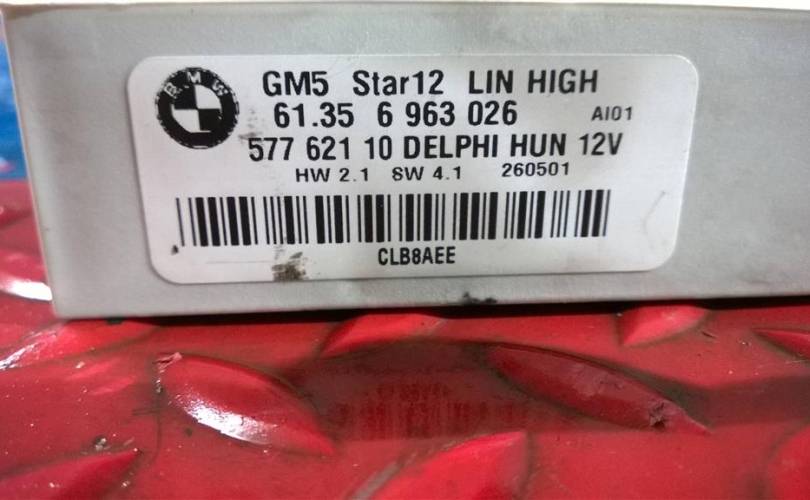 BMW
GM5 Star12 LIN HIGH
61.35 6 963 026 AI01
577 621 10 DELPHI HUN 12V
HW 2.1 SW 4.1 260501
CLB8AEE